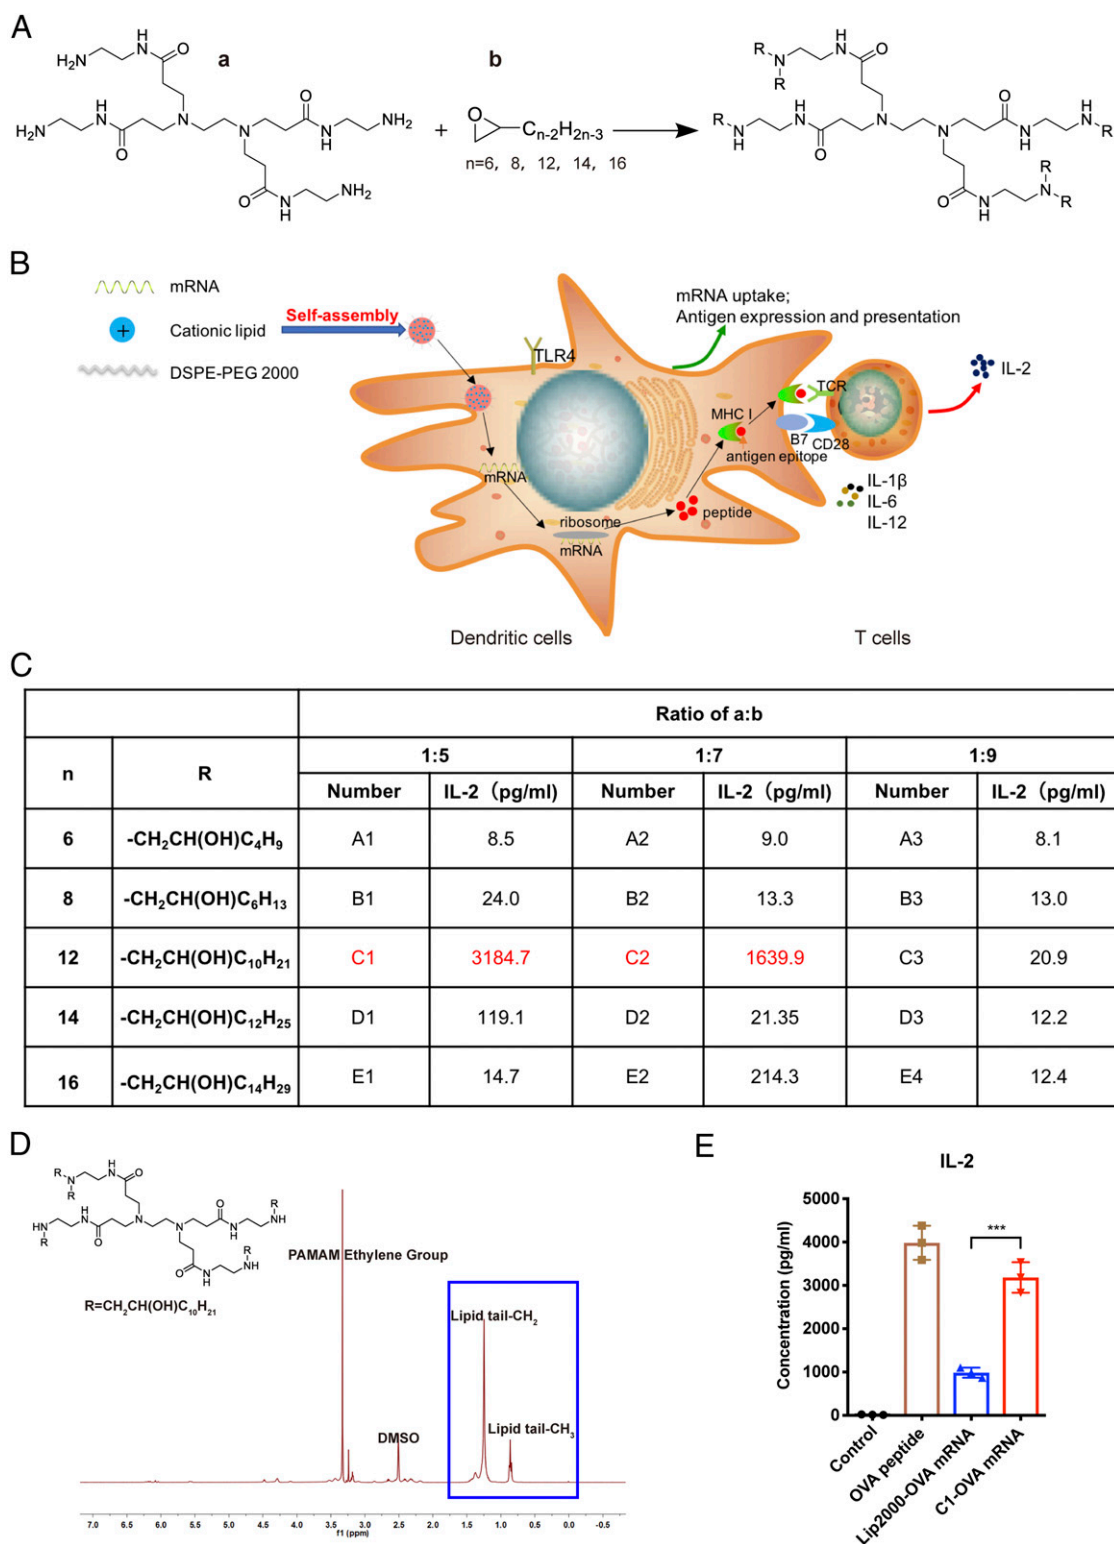 A
a
b
H2N
N
H
O
H2N
N
H
O
N
N
O
N
H
NH2
O
N
H
NH2
+
O
Cn-2H2n-3
n=6, 8, 12, 14, 16
R
N
R
H
N
O
HN
R
H
N
O
N
N
O
N
H
NH
R
O
N
H
N
R
R
B
mRNA
Cationic lipid
Self-assembly
DSPE-PEG 2000
TLR4
mRNA uptake;
Antigen expression and presentation
IL-2
TCR
MHC I
B7
CD28
antigen epitope
mRNA
ribosome
mRNA
peptide
IL-1β
IL-6
IL-12
Dendritic cells
T cells
C
Ratio of a:b
n R 1:5 1:7 1:9
Number IL-2 (pg/ml) Number IL-2 (pg/ml) Number IL-2 (pg/ml)
6 -CH2CH(OH)C4H9 A1 8.5 A2 9.0 A3 8.1
8 -CH2CH(OH)C6H13 B1 24.0 B2 13.3 B3 13.0
12 -CH2CH(OH)C10H21 C1 3184.7 C2 1639.9 C3 20.9
14 -CH2CH(OH)C12H25 D1 119.1 D2 21.35 D3 12.2
16 -CH2CH(OH)C14H29 E1 14.7 E2 214.3 E4 12.4
D
R
N
R
H
N
O
HN
R
H
N
O
N
N
O
N
H
NH
R
O
N
H
NH
R
R=CH2CH(OH)C10H21
PAMAM Ethylene Group
DMSO
Lipid tail-CH2
Lipid tail-CH3
7.0 6.5 6.0 5.5 5.0 4.5 4.0 3.5 3.0 2.5 2.0 1.5 1.0 0.5 0.0 -0.5
f1 (ppm)
E
IL-2
Concentration (pg/ml)
5000
4000
3000
2000
1000
0
***
Control
OVA peptide
Lip2000-OVA mRNA
C1-OVA mRNA